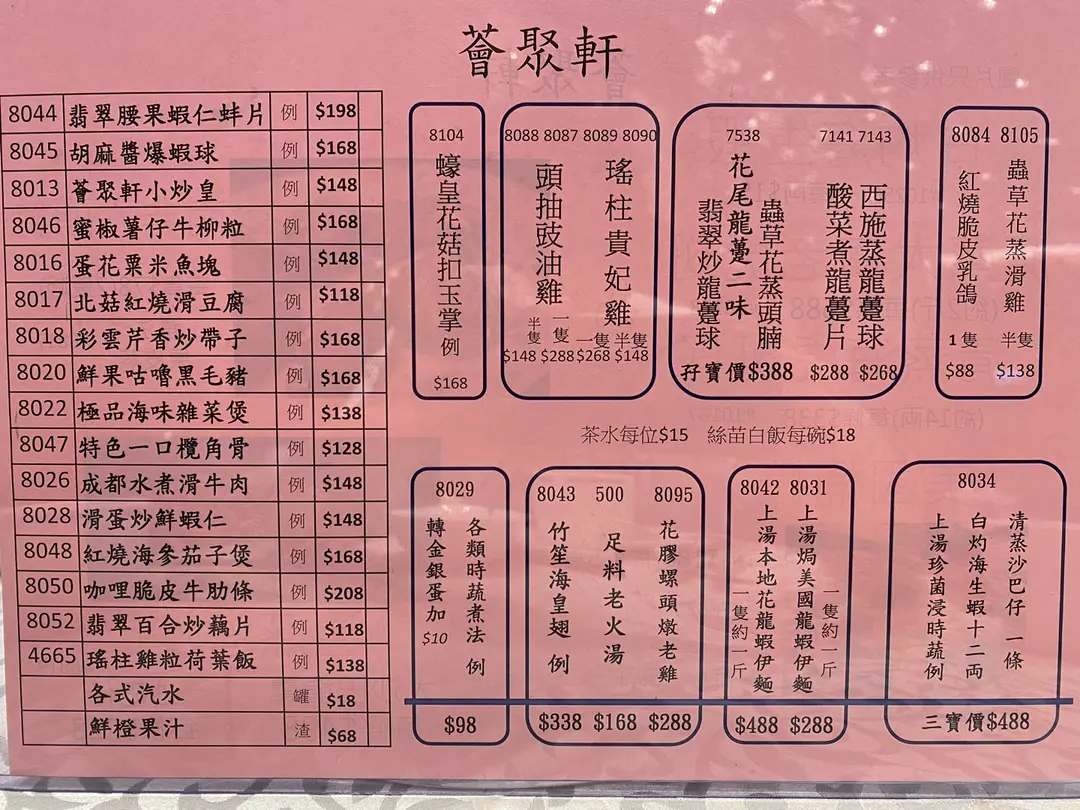 薈聚軒
8044 翡翠腰果蝦仁蚌片 例 $198
8045 胡麻醬爆蝦球 例 $168
8013 薈聚軒小炒皇 例 $148
8046 蜜椒薯仔牛柳粒 例 $168
8016 蛋花粟米魚塊 例 $148
8017 北菇紅燒滑豆腐 例 $118
8018 彩雲芹香炒帶子 例 $168
8020 鮮果咕嚕黑毛豬 例 $168
8022 極品海味雜菜煲 例 $138
8047 特色一口欖角骨 例 $128
8026 成都水煮滑牛肉 例 $148
8028 滑蛋炒鮮蝦仁 例 $148
8048 紅燒海參茄子煲 例 $168
8050 咖哩脆皮牛肋條 例 $208
8052 翡翠百合炒藕片 例 $118
4665 瑤柱雞粒荷葉飯 例 $138
各式汽水 罐 $18
鮮橙果汁 渣 $68
8104
蠔皇花菇扣玉掌 例
$168
8088 8087 8089 8090
瑤柱貴妃雞
頭抽豉油雞
半隻 一隻 一隻 半隻
$148 $288 $268 $148
7538
花尾龍躉二味
蟲草花蒸頭腩
翡翠炒龍躉球
孖寶價$388
7141 7143
西施蒸龍躉球
酸菜煮龍躉片
$288 $268
8084 8105
蟲草花蒸滑雞
紅燒脆皮乳鴿
1隻 半隻
$88 $138
茶水每位$15 絲苗白飯每碗$18
8029
各類時蔬煮法 例
轉金銀蛋加 $10
$98
8043 500 8095
花膠螺頭燉老雞
足料老火湯
竹笙海皇翅 例
$338 $168 $288
8042 8031
上湯焗美國龍蝦伊麵
一隻約一斤
上湯本地花龍蝦伊麵
一隻約一斤
$488 $288
8034
清蒸沙巴仔 一條
白灼海生蝦十二両
上湯珍菌浸時蔬例
三寶價$488